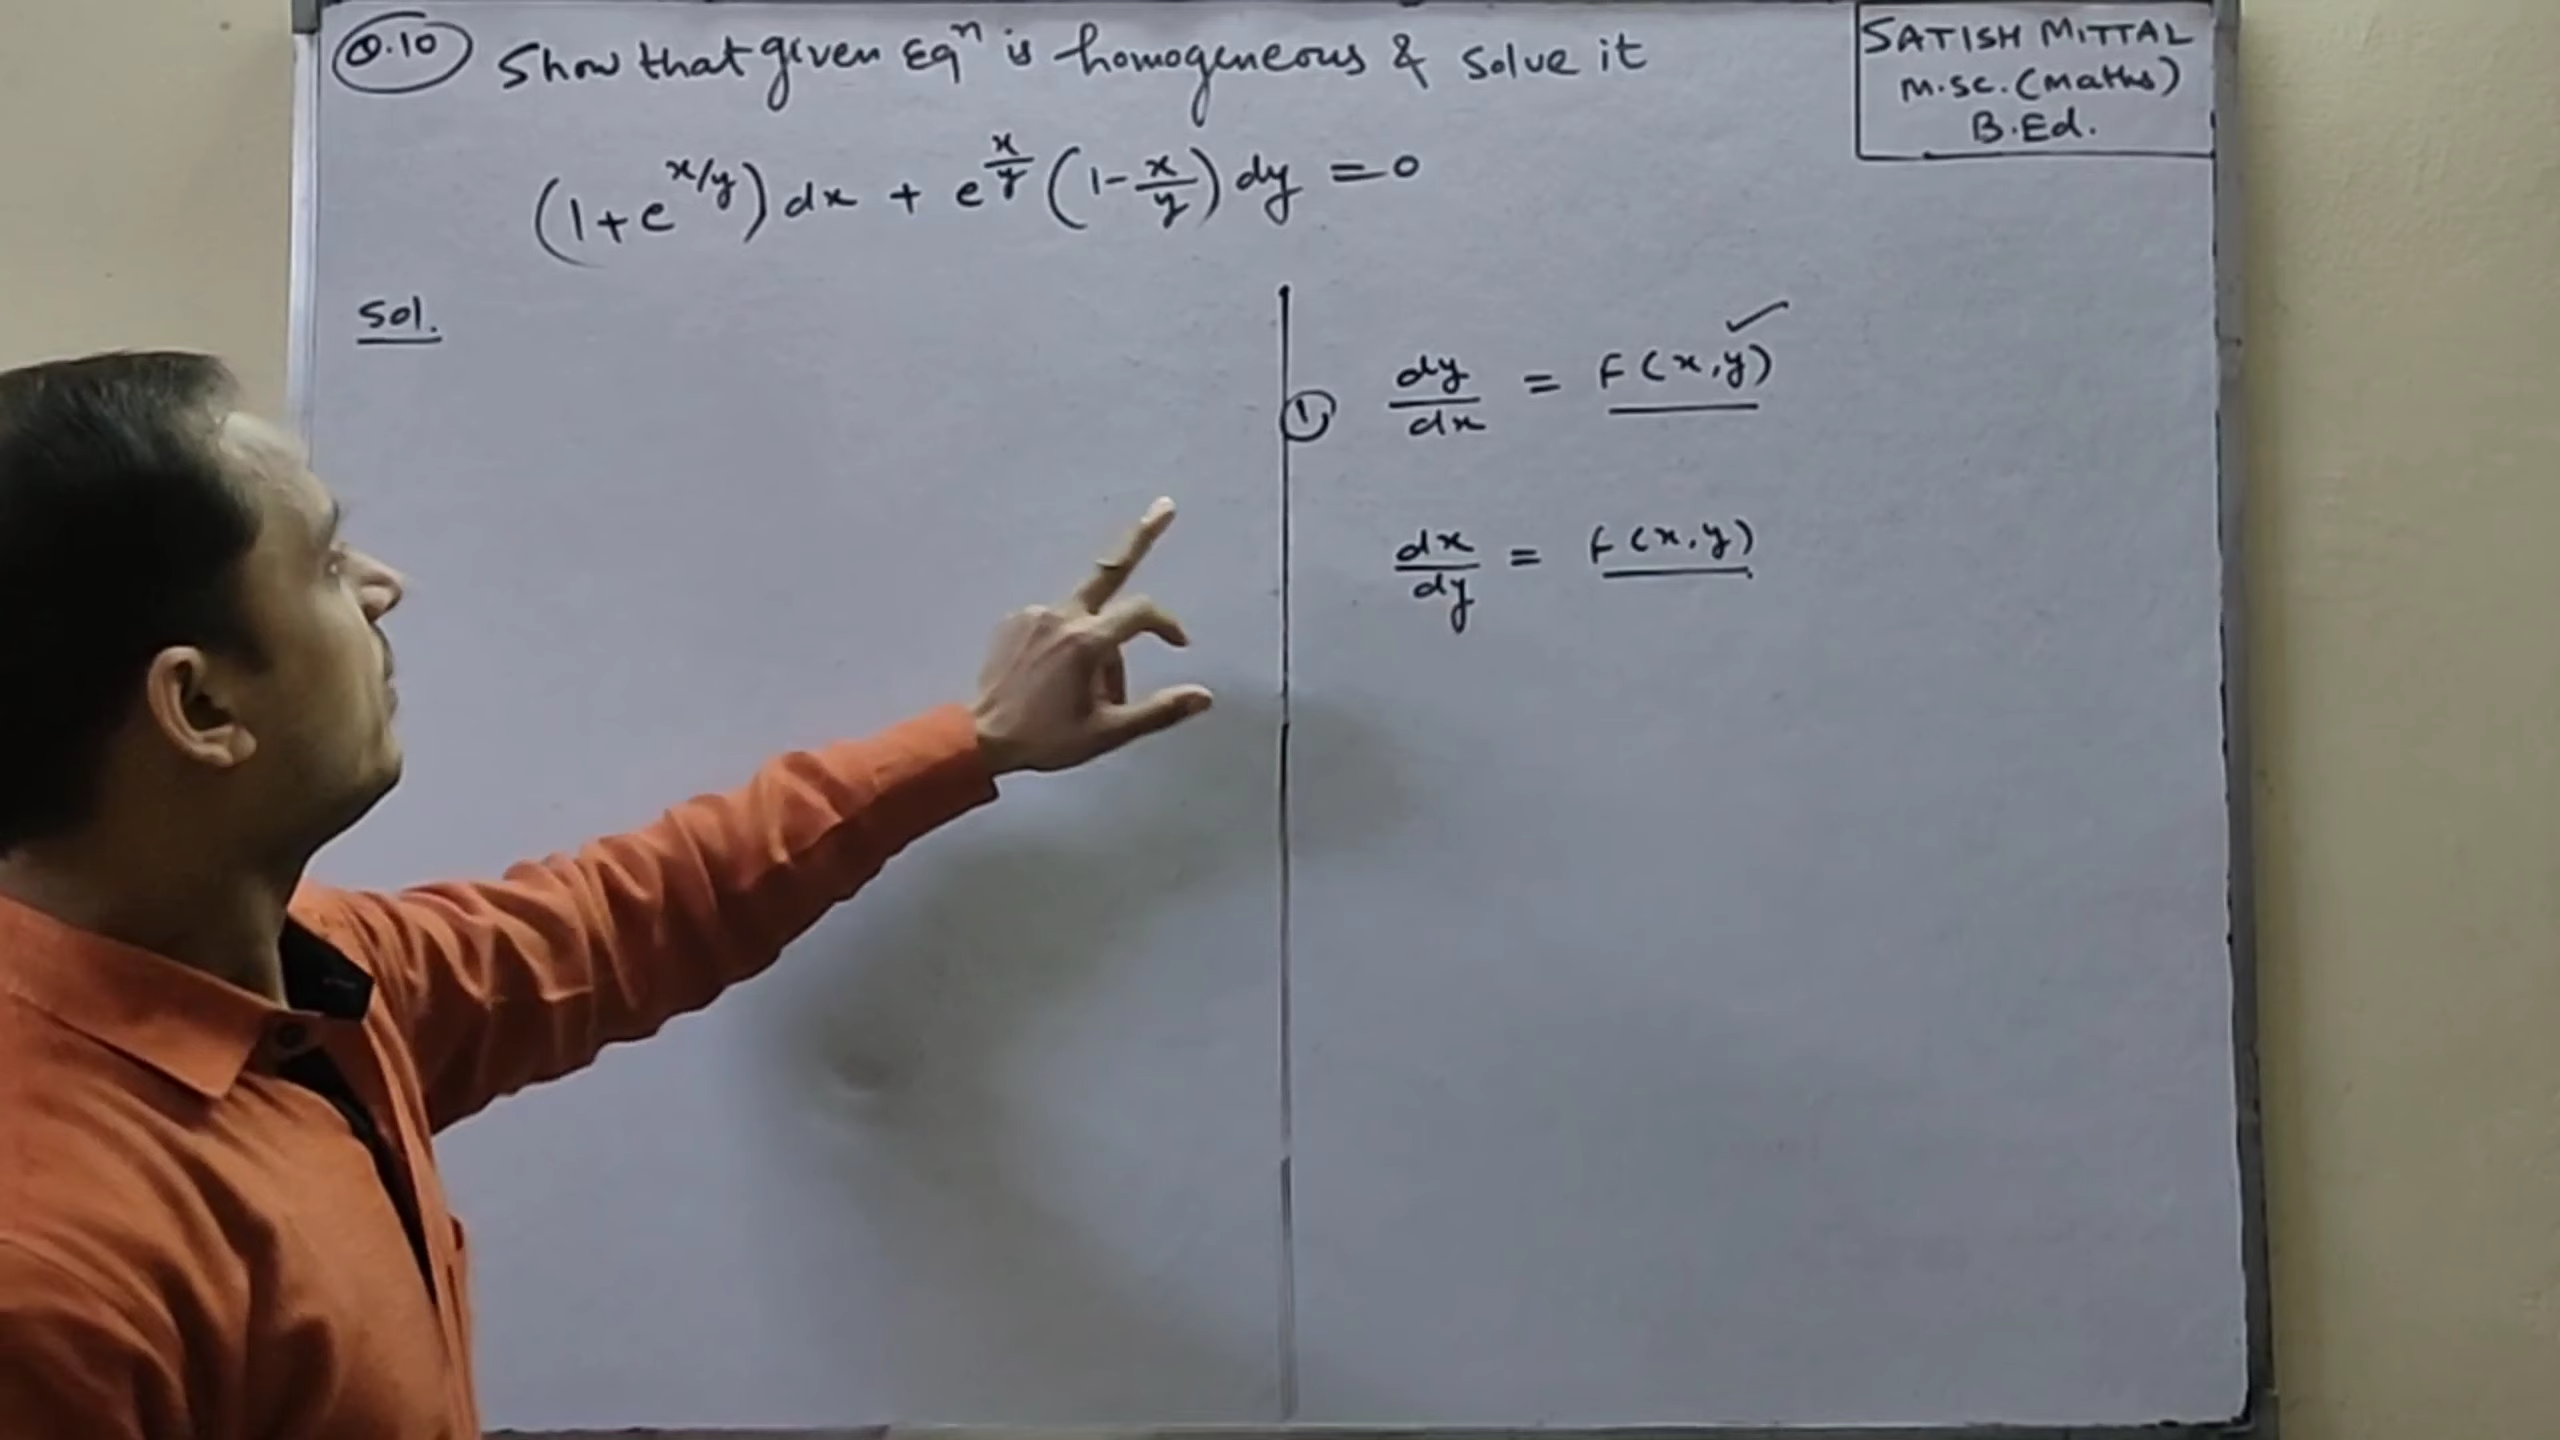 Q.10 Show that given Eqⁿ is homogeneous & solve it
(1+e^{x/y}) dx + e^{x/y} (1 - x/y) dy = 0
SATISH MITTAL
M.Sc. (Maths)
B.Ed.
Sol.
① dy/dx = F(x,y) ✓
dx/dy = F(x,y)